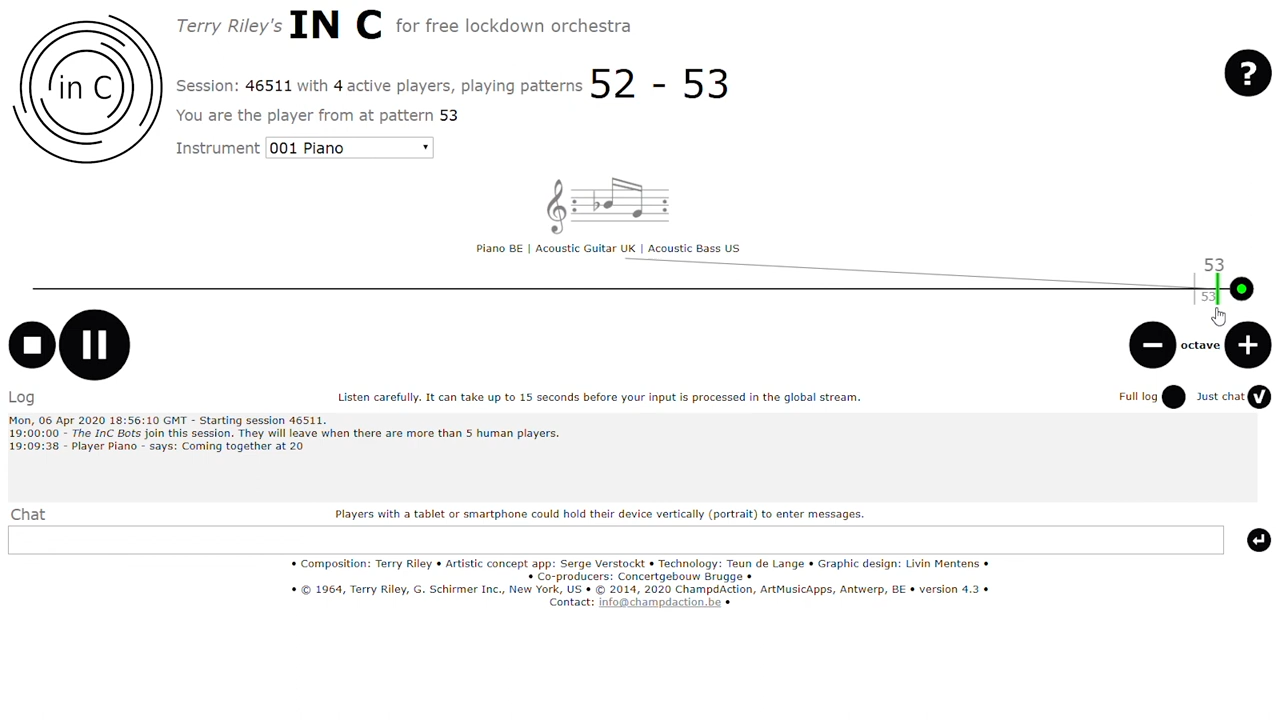 in C
Terry Riley's IN C for free lockdown orchestra
Session: 46511 with 4 active players, playing patterns 52 - 53
You are the player from at pattern 53
Instrument 001 Piano
?
Piano BE | Acoustic Guitar UK | Acoustic Bass US
53
53
octave
Log
Listen carefully. It can take up to 15 seconds before your input is processed in the global stream.
Full log
Just chat
Mon, 06 Apr 2020 18:56:10 GMT - Starting session 46511.
19:00:00 - The InC Bots join this session. They will leave when there are more than 5 human players.
19:09:38 - Player Piano - says: Coming together at 20
Chat
Players with a tablet or smartphone could hold their device vertically (portrait) to enter messages.
• Composition: Terry Riley • Artistic concept app: Serge Verstockt • Technology: Teun de Lange • Graphic design: Livin Mentens •
• Co-producers: Concertgebouw Brugge •
• © 1964, Terry Riley, G. Schirmer Inc., New York, US • © 2014, 2020 ChampdAction, ArtMusicApps, Antwerp, BE • version 4.3 •
Contact: info@champdaction.be •